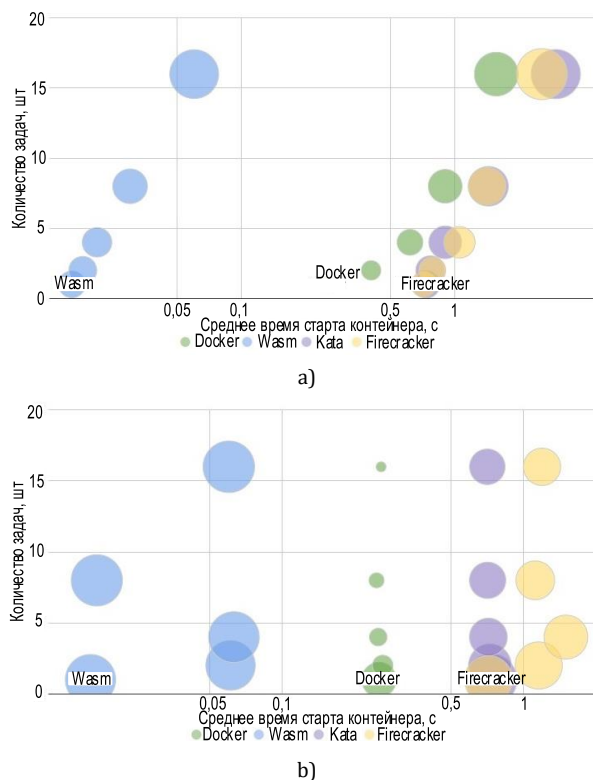 20
Количество задач, шт
15
10
5
Docker
Wasm
Firecracker
0
0,05
0,1
0,5
1
Среднее время старта контейнера, с
Docker Wasm Kata Firecracker
a)
20
Количество задач, шт
15
10
5
Wasm
Docker
Firecracker
0
0,05
0,1
0,5
1
Среднее время старта контейнера, с
Docker Wasm Kata Firecracker
b)